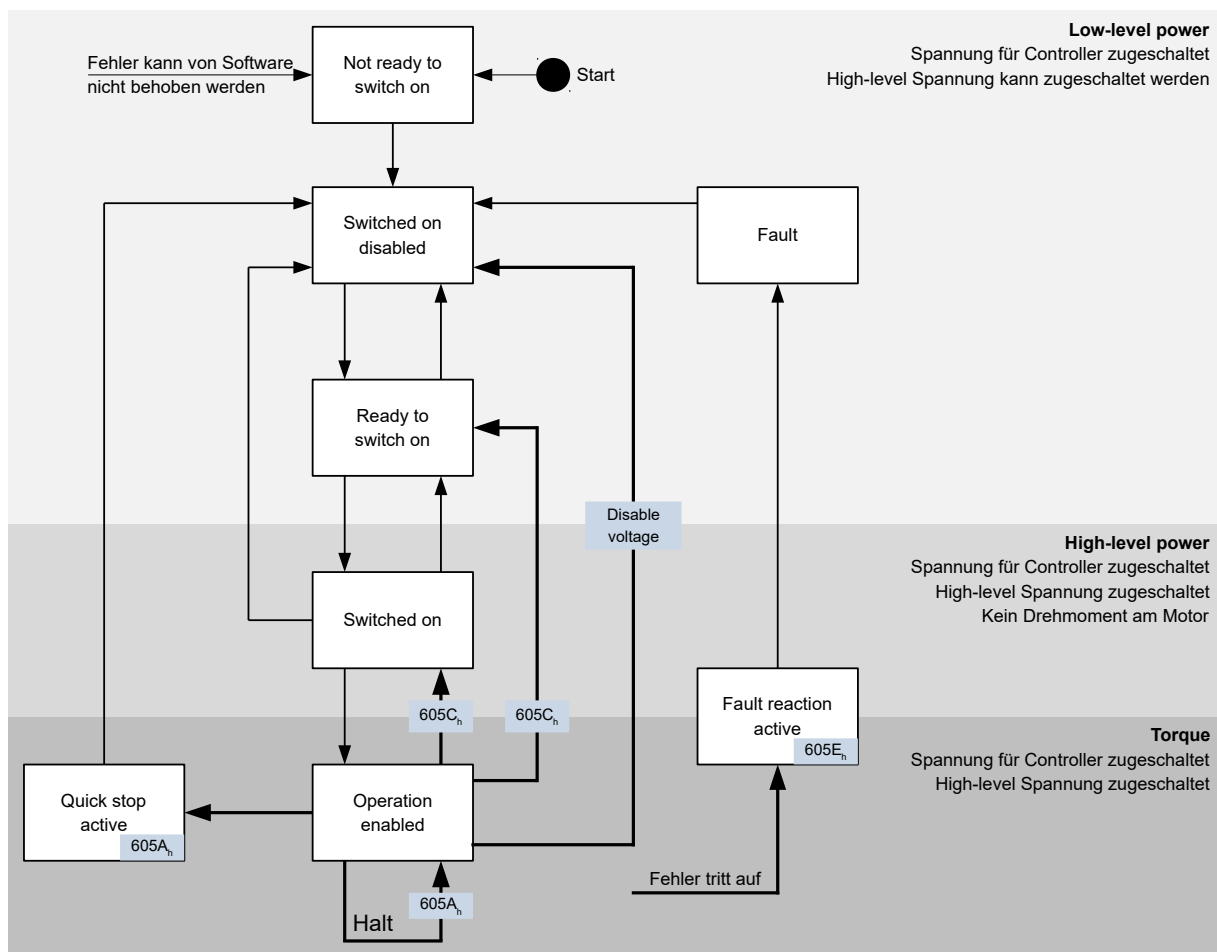 Low-level power
Spannung für Controller zugeschaltet
High-level Spannung kann zugeschaltet werden
Fehler kann von Software
nicht behoben werden
Not ready to
switch on
Start
Switched on
disabled
Fault
Ready to
switch on
Disable
voltage
High-level power
Spannung für Controller zugeschaltet
High-level Spannung zugeschaltet
Kein Drehmoment am Motor
Switched on
605Ch
605Ch
Fault reaction
active
605Eh
Torque
Spannung für Controller zugeschaltet
High-level Spannung zugeschaltet
Quick stop
active
605Ah
Operation
enabled
Fehler tritt auf
605Ah
Halt